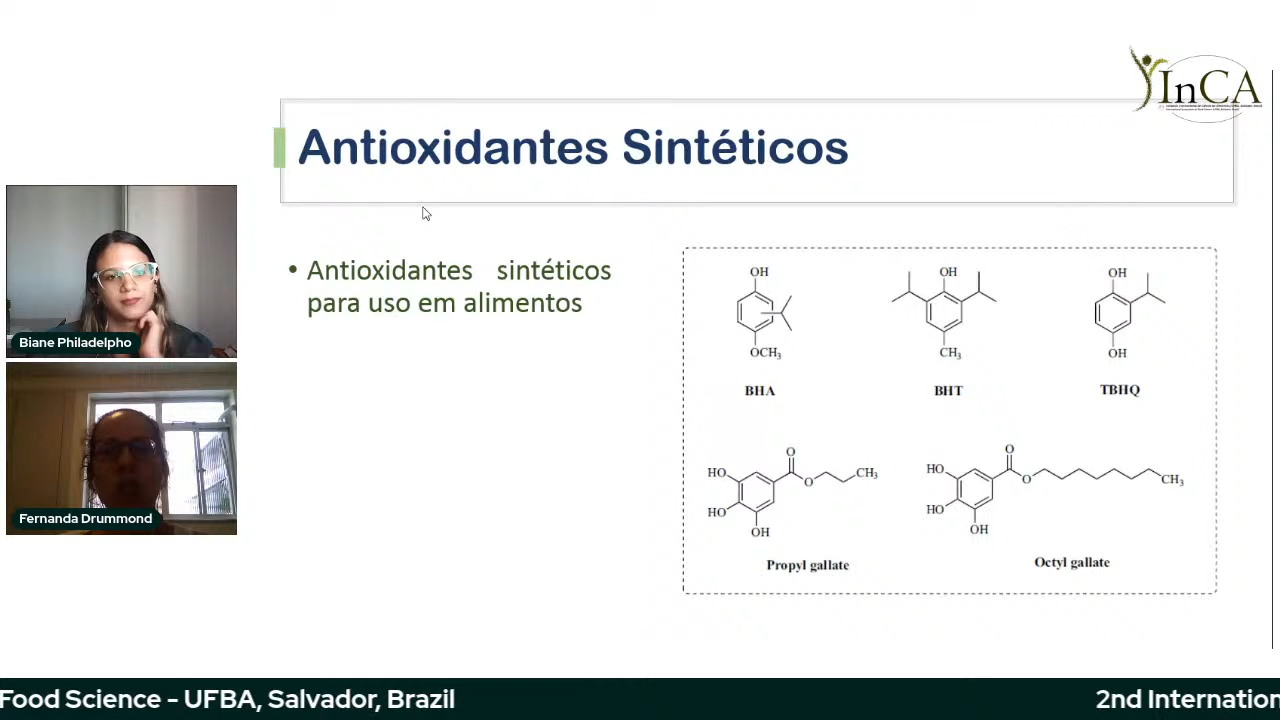 InCA
Antioxidantes Sintéticos
• Antioxidantes sintéticos
para uso em alimentos
OH
OCH₃
BHA
OH
CH₃
BHT
OH
OH
TBHQ
HO
HO
OH
O
O
CH₃
Propyl gallate
HO
HO
OH
O
O
CH₃
Octyl gallate
Biane Philadelpho
Fernanda Drummond
Food Science - UFBA, Salvador, Brazil
2nd Internation